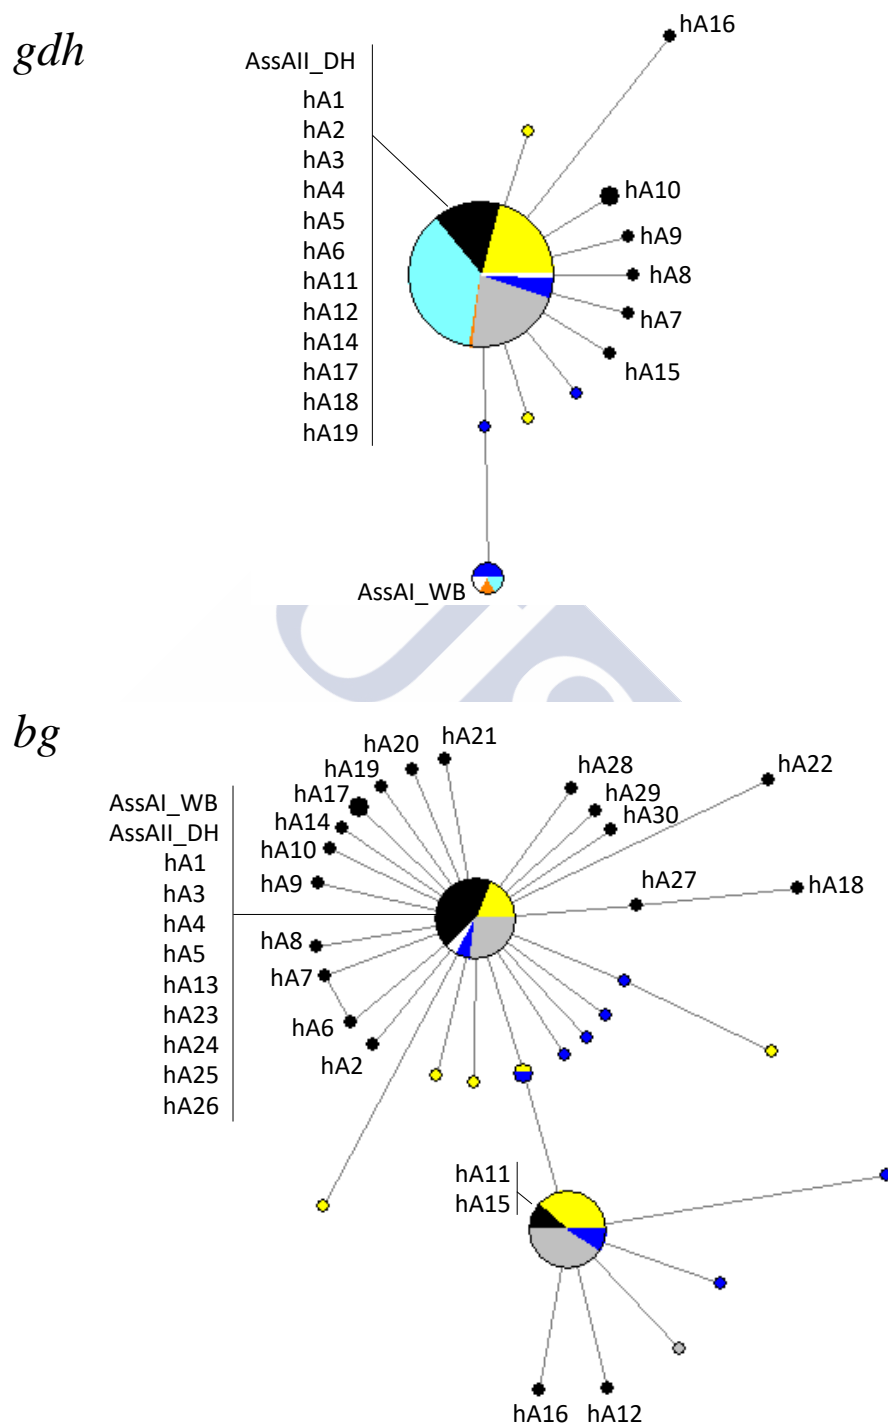 gdh
AssAII_DH
hA1
hA2
hA3
hA4
hA5
hA6
hA11
hA12
hA14
hA17
hA18
hA19
hA16
hA10
hA9
hA8
hA7
hA15
AssAI_WB
bg
AssAI_WB
AssAII_DH
hA1
hA3
hA4
hA5
hA13
hA23
hA24
hA25
hA26
hA21
hA20
hA19
hA17
hA14
hA10
hA9
hA8
hA7
hA6
hA2
hA28
hA29
hA30
hA22
hA27
hA18
hA11
hA15
hA16 hA12